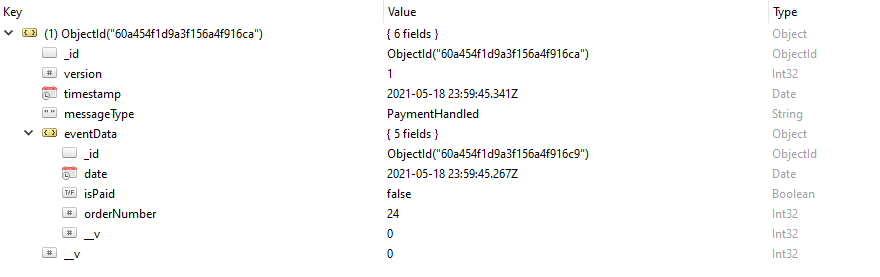 Key Value Type
(1) ObjectId("60a454f1d9a3f156a4f916ca") { 6 fields } Object
_id ObjectId("60a454f1d9a3f156a4f916ca") ObjectId
# version 1 Int32
timestamp 2021-05-18 23:59:45.341Z Date
" " messageType PaymentHandled String
eventData { 5 fields } Object
_id ObjectId("60a454f1d9a3f156a4f916c9") ObjectId
date 2021-05-18 23:59:45.267Z Date
T/F isPaid false Boolean
# orderNumber 24 Int32
# __v 0 Int32
# __v 0 Int32